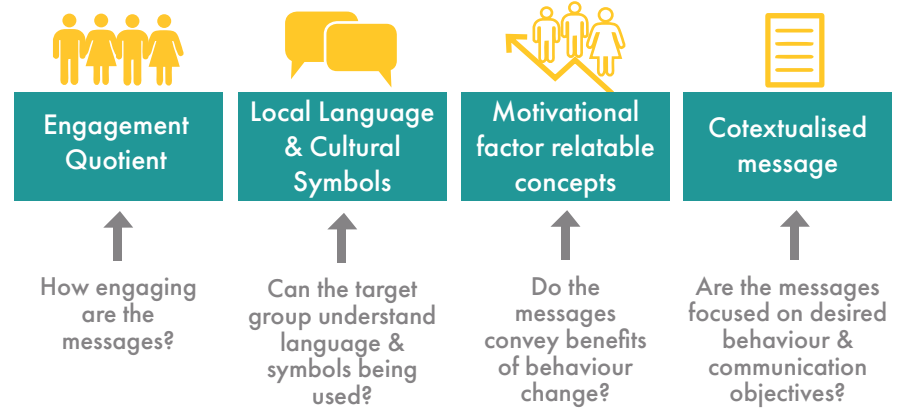 Engagement
Quotient
Local Language
& Cultural
Symbols
Motivational
factor relatable
concepts
Cotextualised
message
How engaging
are the
messages?
Can the target
group understand
language &
symbols being
used?
Do the
messages
convey benefits
of behaviour
change?
Are the messages
focused on desired
behaviour &
communication
objectives?